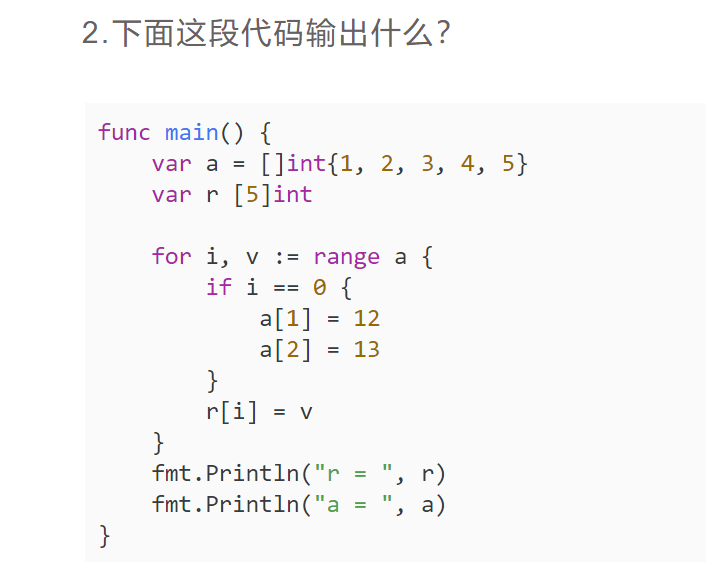 2.下面这段代码输出什么？
func main() {
    var a = []int{1, 2, 3, 4, 5}
    var r [5]int

    for i, v := range a {
        if i == 0 {
            a[1] = 12
            a[2] = 13
        }
        r[i] = v
    }
    fmt.Println("r = ", r)
    fmt.Println("a = ", a)
}